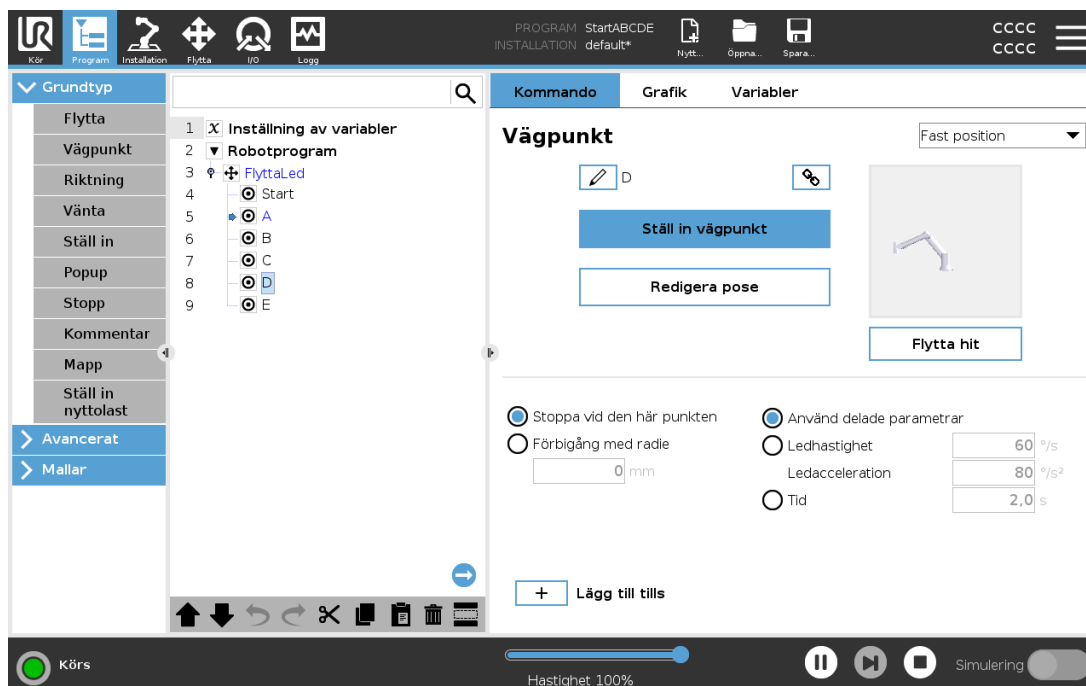 PROGRAM StartABCDE
INSTALLATION default*
CCCC
CCCC
UR
Kör
Program
Installation
Flytta
I/O
Logg
Nytt...
Öppna...
Spara...
Grundtyp
Flytta
Vägpunkt
Riktning
Vänta
Ställ in
Popup
Stopp
Kommentar
Mapp
Ställ in
nyttolast
Avancerat
Mallar
1 X Inställning av variabler
2 Robotprogram
3 FlyttaLed
4 Start
5 A
6 B
7 C
8 D
9 E
Kommando Grafik Variabler
Vägpunkt
Fast position
D
Ställ in vägpunkt
Redigera pose
Flytta hit
Stoppa vid den här punkten
Förbigång med radie
0 mm
Använd delade parametrar
Ledhastighet 60 °/s
Ledacceleration 80 °/s²
Tid 2,0 s
+ Lägg till tills
Körs
Hastighet 100%
Simulering